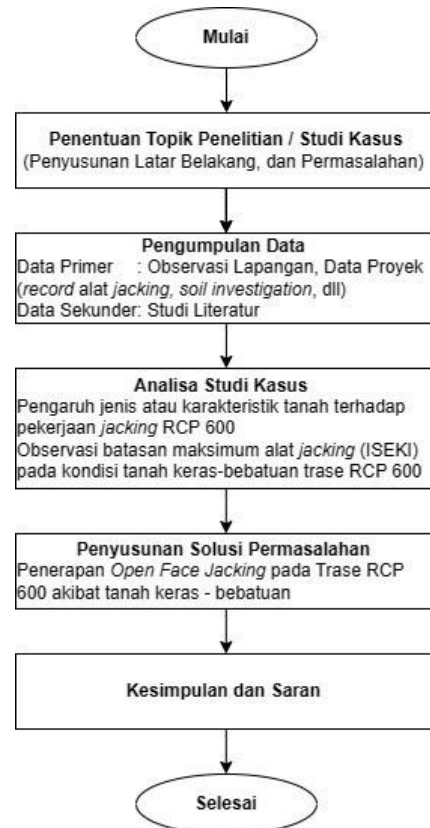 Mulai
Penentuan Topik Penelitian / Studi Kasus
(Penyusunan Latar Belakang, dan Permasalahan)
Pengumpulan Data
Data Primer : Observasi Lapangan, Data Proyek
(record alat jacking, soil investigation, dll)
Data Sekunder: Studi Literatur
Analisa Studi Kasus
Pengaruh jenis atau karakteristik tanah terhadap
pekerjaan jacking RCP 600
Observasi batasan maksimum alat jacking (ISEKI)
pada kondisi tanah keras-bebatuan trase RCP 600
Penyusunan Solusi Permasalahan
Penerapan Open Face Jacking pada Trase RCP
600 akibat tanah keras - bebatuan
Kesimpulan dan Saran
Selesai